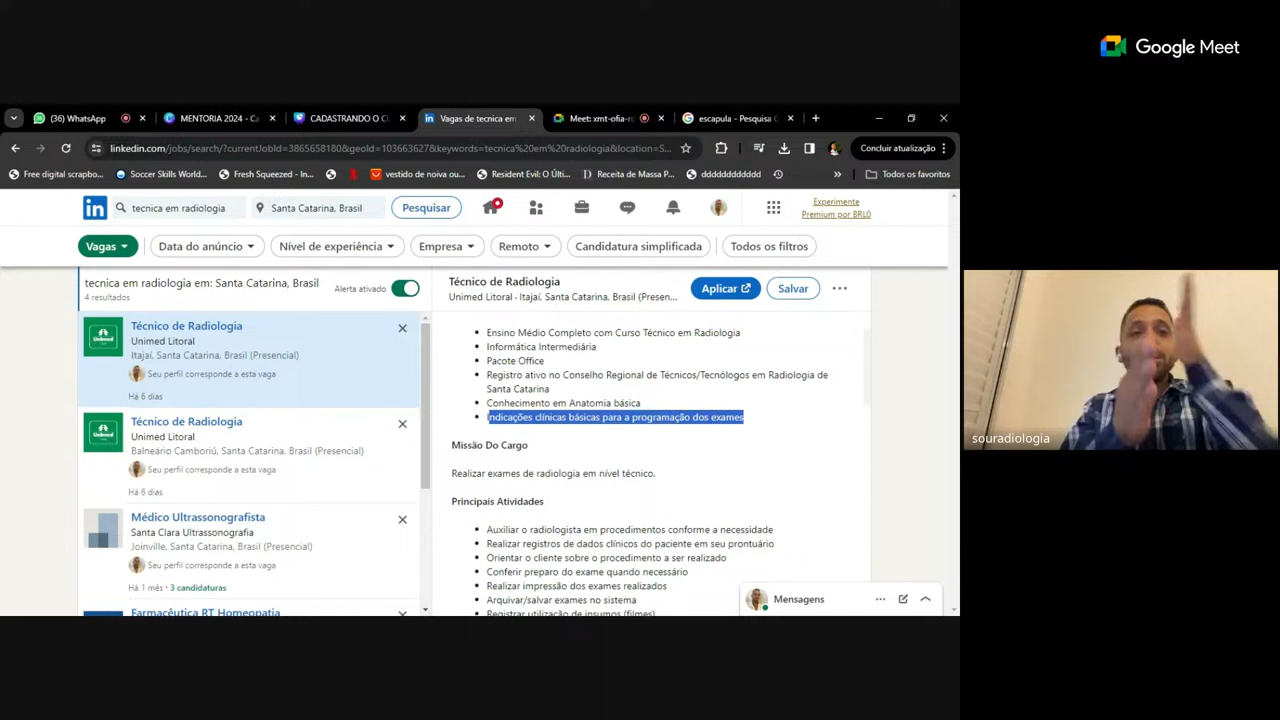 Google Meet
(36) WhatsApp
MENTORIA 2024 - Ca
CADASTRANDO O C
Vagas de tecnica em
Meet: xmt-ofia-r
escapula - Pesquisa G
linkedin.com/jobs/search/?currentJobId=3865658180&geoId=103663627&keywords=tecnica%20em%20radiologia&location=S...
Concluir atualização
Free digital scrapbo...
Soccer Skills World...
Fresh Squeezed - In...
vestido de noiva ou...
Resident Evil: O Últi...
Receita de Massa P...
dddddddddddd
»
Todos os favoritos
in
tecnica em radiologia
Santa Catarina, Brasil
Pesquisar
Experimente
Premium por BRL0
Vagas
Data do anúncio
Nível de experiência
Empresa
Remoto
Candidatura simplificada
Todos os filtros
tecnica em radiologia em: Santa Catarina, Brasil
4 resultados
Alerta ativado
Técnico de Radiologia
Unimed Litoral
Itajaí, Santa Catarina, Brasil (Presencial)
Seu perfil corresponde a esta vaga
Há 6 dias
Técnico de Radiologia
Unimed Litoral
Balneário Camboriú, Santa Catarina, Brasil (Presencial)
Seu perfil corresponde a esta vaga
Há 6 dias
Médico Ultrassonografista
Santa Clara Ultrasonografia
Joinville, Santa Catarina, Brasil (Presencial)
Seu perfil corresponde a esta vaga
Há 1 mês · 3 candidaturas
Farmacêutica RT Homeopatia
Técnico de Radiologia
Unimed Litoral · Itajaí, Santa Catarina, Brasil (Presen...
Aplicar
Salvar
Ensino Médio Completo com Curso Técnico em Radiologia
Informática Intermediária
Pacote Office
Registro ativo no Conselho Regional de Técnicos/Tecnólogos em Radiologia de
Santa Catarina
Conhecimento em Anatomia básica
Indicações clínicas básicas para a programação dos exames
Missão Do Cargo
Realizar exames de radiologia em nível técnico.
Principais Atividades
Auxiliar o radiologista em procedimentos conforme a necessidade
Realizar registros de dados clínicos do paciente em seu prontuário
Orientar o cliente sobre o procedimento a ser realizado
Conferir preparo do exame quando necessário
Realizar impressão dos exames realizados
Arquivar/salvar exames no sistema
Registrar utilização de insumos (filmes)
Mensagens
souradiologia